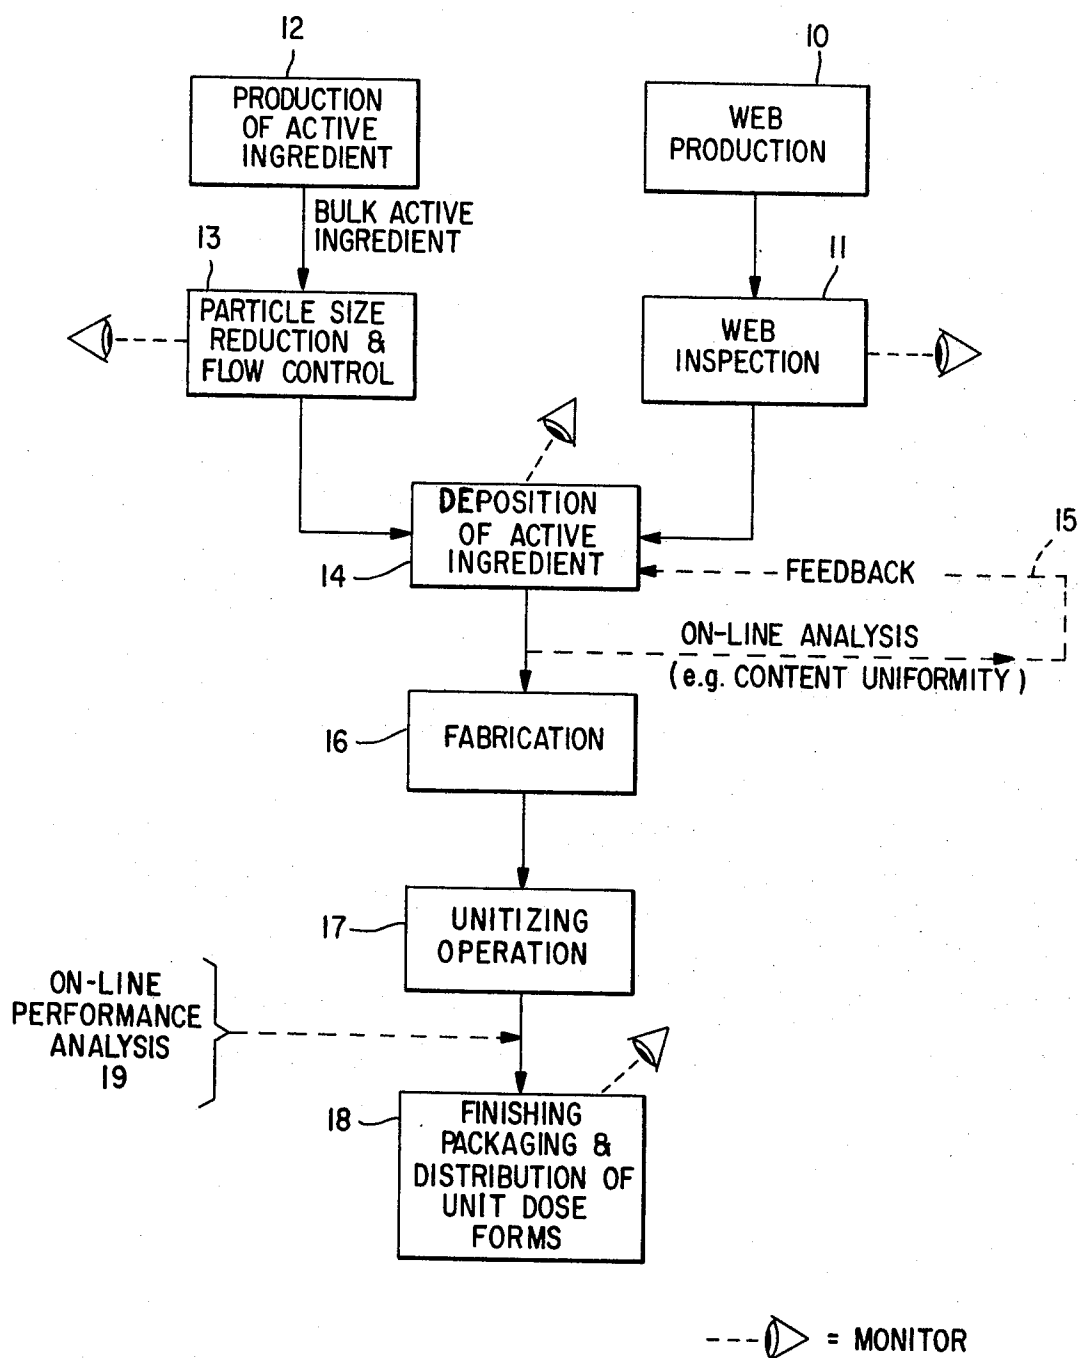 12
PRODUCTION
OF ACTIVE
INGREDIENT
10
WEB
PRODUCTION
BULK ACTIVE
INGREDIENT
13
PARTICLE SIZE
REDUCTION &
FLOW CONTROL
11
WEB
INSPECTION
DEPOSITION
OF ACTIVE
INGREDIENT
14
15
FEEDBACK
ON-LINE ANALYSIS
(e.g. CONTENT UNIFORMITY)
16
FABRICATION
17
UNITIZING
OPERATION
ON-LINE
PERFORMANCE
ANALYSIS
19
18
FINISHING
PACKAGING &
DISTRIBUTION OF
UNIT DOSE
FORMS
= MONITOR